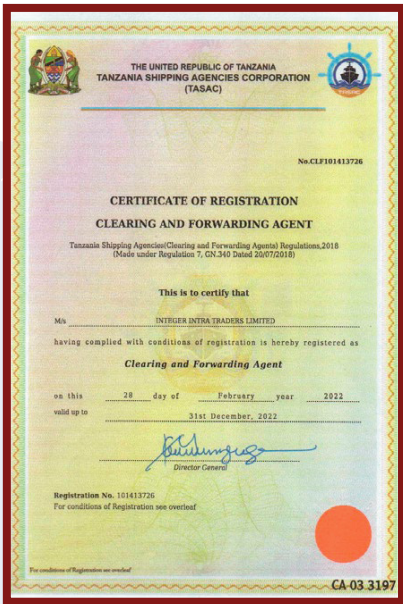 THE UNITED REPUBLIC OF TANZANIA
TANZANIA SHIPPING AGENCIES CORPORATION
(TASAC)
No.CLF101413726
CERTIFICATE OF REGISTRATION
CLEARING AND FORWARDING AGENT
Tanzania Shipping Agencies(Clearing and Forwarding Agents) Regulations,2018
(Made under Regulation 7, GN.340 Dated 20/07/2018)
This is to certify that
M/s INTEGER INTRA TRADERS LIMITED
having complied with conditions of registration is hereby registered as
Clearing and Forwarding Agent
on this 28 day of February year 2022
valid up to 31st December, 2022
Director General
Registration No. 101413726
For conditions of Registration see overleaf
For conditions of Registration see overleaf
CA 03 3197